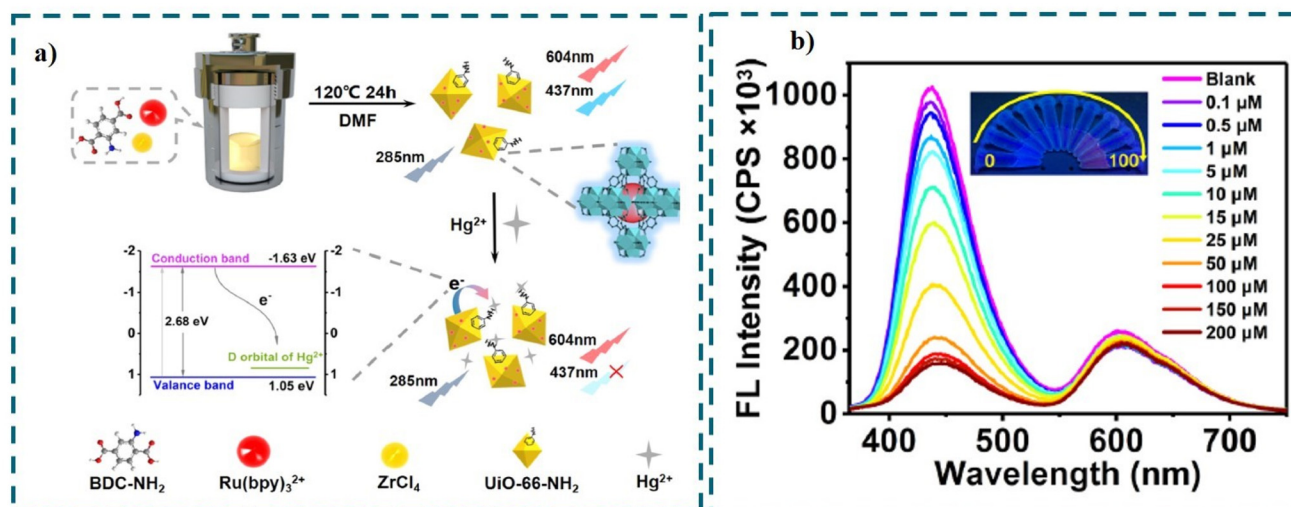 a)
120℃ 24h
DMF
604nm
437nm
285nm
Hg²⁺
Conduction band
-1.63 eV
-2
-1
0
1
2.68 eV
e⁻
D orbital of Hg²⁺
Valance band
1.05 eV
-2
-1
0
1
e⁻
604nm
437nm
285nm
BDC-NH₂
Ru(bpy)₃²⁺
ZrCl₄
UiO-66-NH₂
Hg²⁺
b)
FL Intensity (CPS ×10³)
1000
800
600
400
200
0
400
500
600
700
Wavelength (nm)
0
100
Blank
0.1 µM
0.5 µM
1 µM
5 µM
10 µM
15 µM
25 µM
50 µM
100 µM
150 µM
200 µM